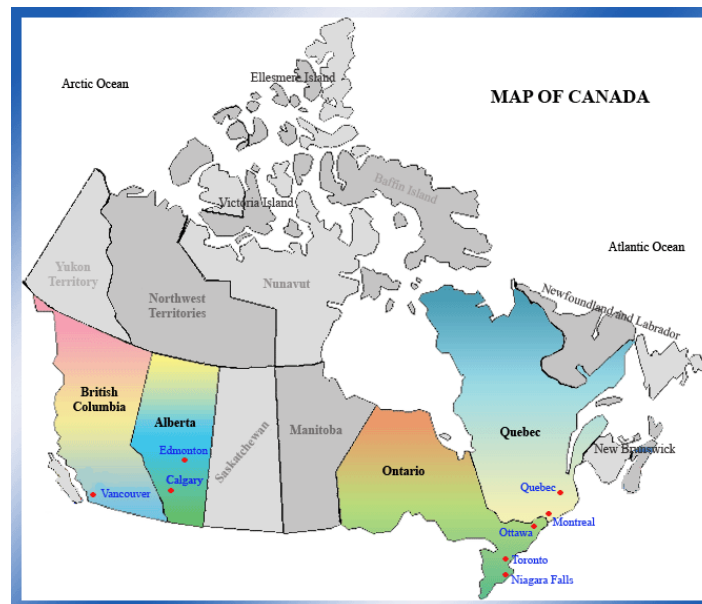 Arctic Ocean
Ellesmere Island
MAP OF CANADA
Baffin Island
Victoria Island
Atlantic Ocean
Yukon
Territory
Nunavut
Northwest
Territories
Newfoundland and Labrador
British
Columbia
Alberta
Edmonton
Calgary
Vancouver
Saskatchewan
Manitoba
Ontario
Quebec
New Brunswick
Quebec
Montreal
Ottawa
Toronto
Niagara Falls